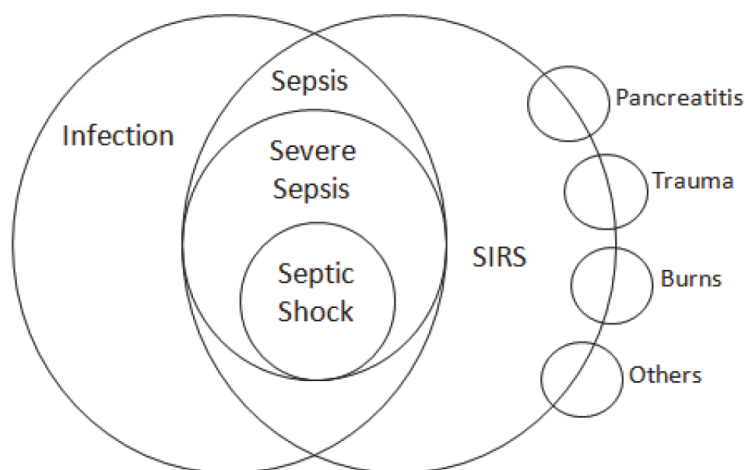 Sepsis
Infection
Severe
Sepsis
Septic
Shock
SIRS
Pancreatitis
Trauma
Burns
Others